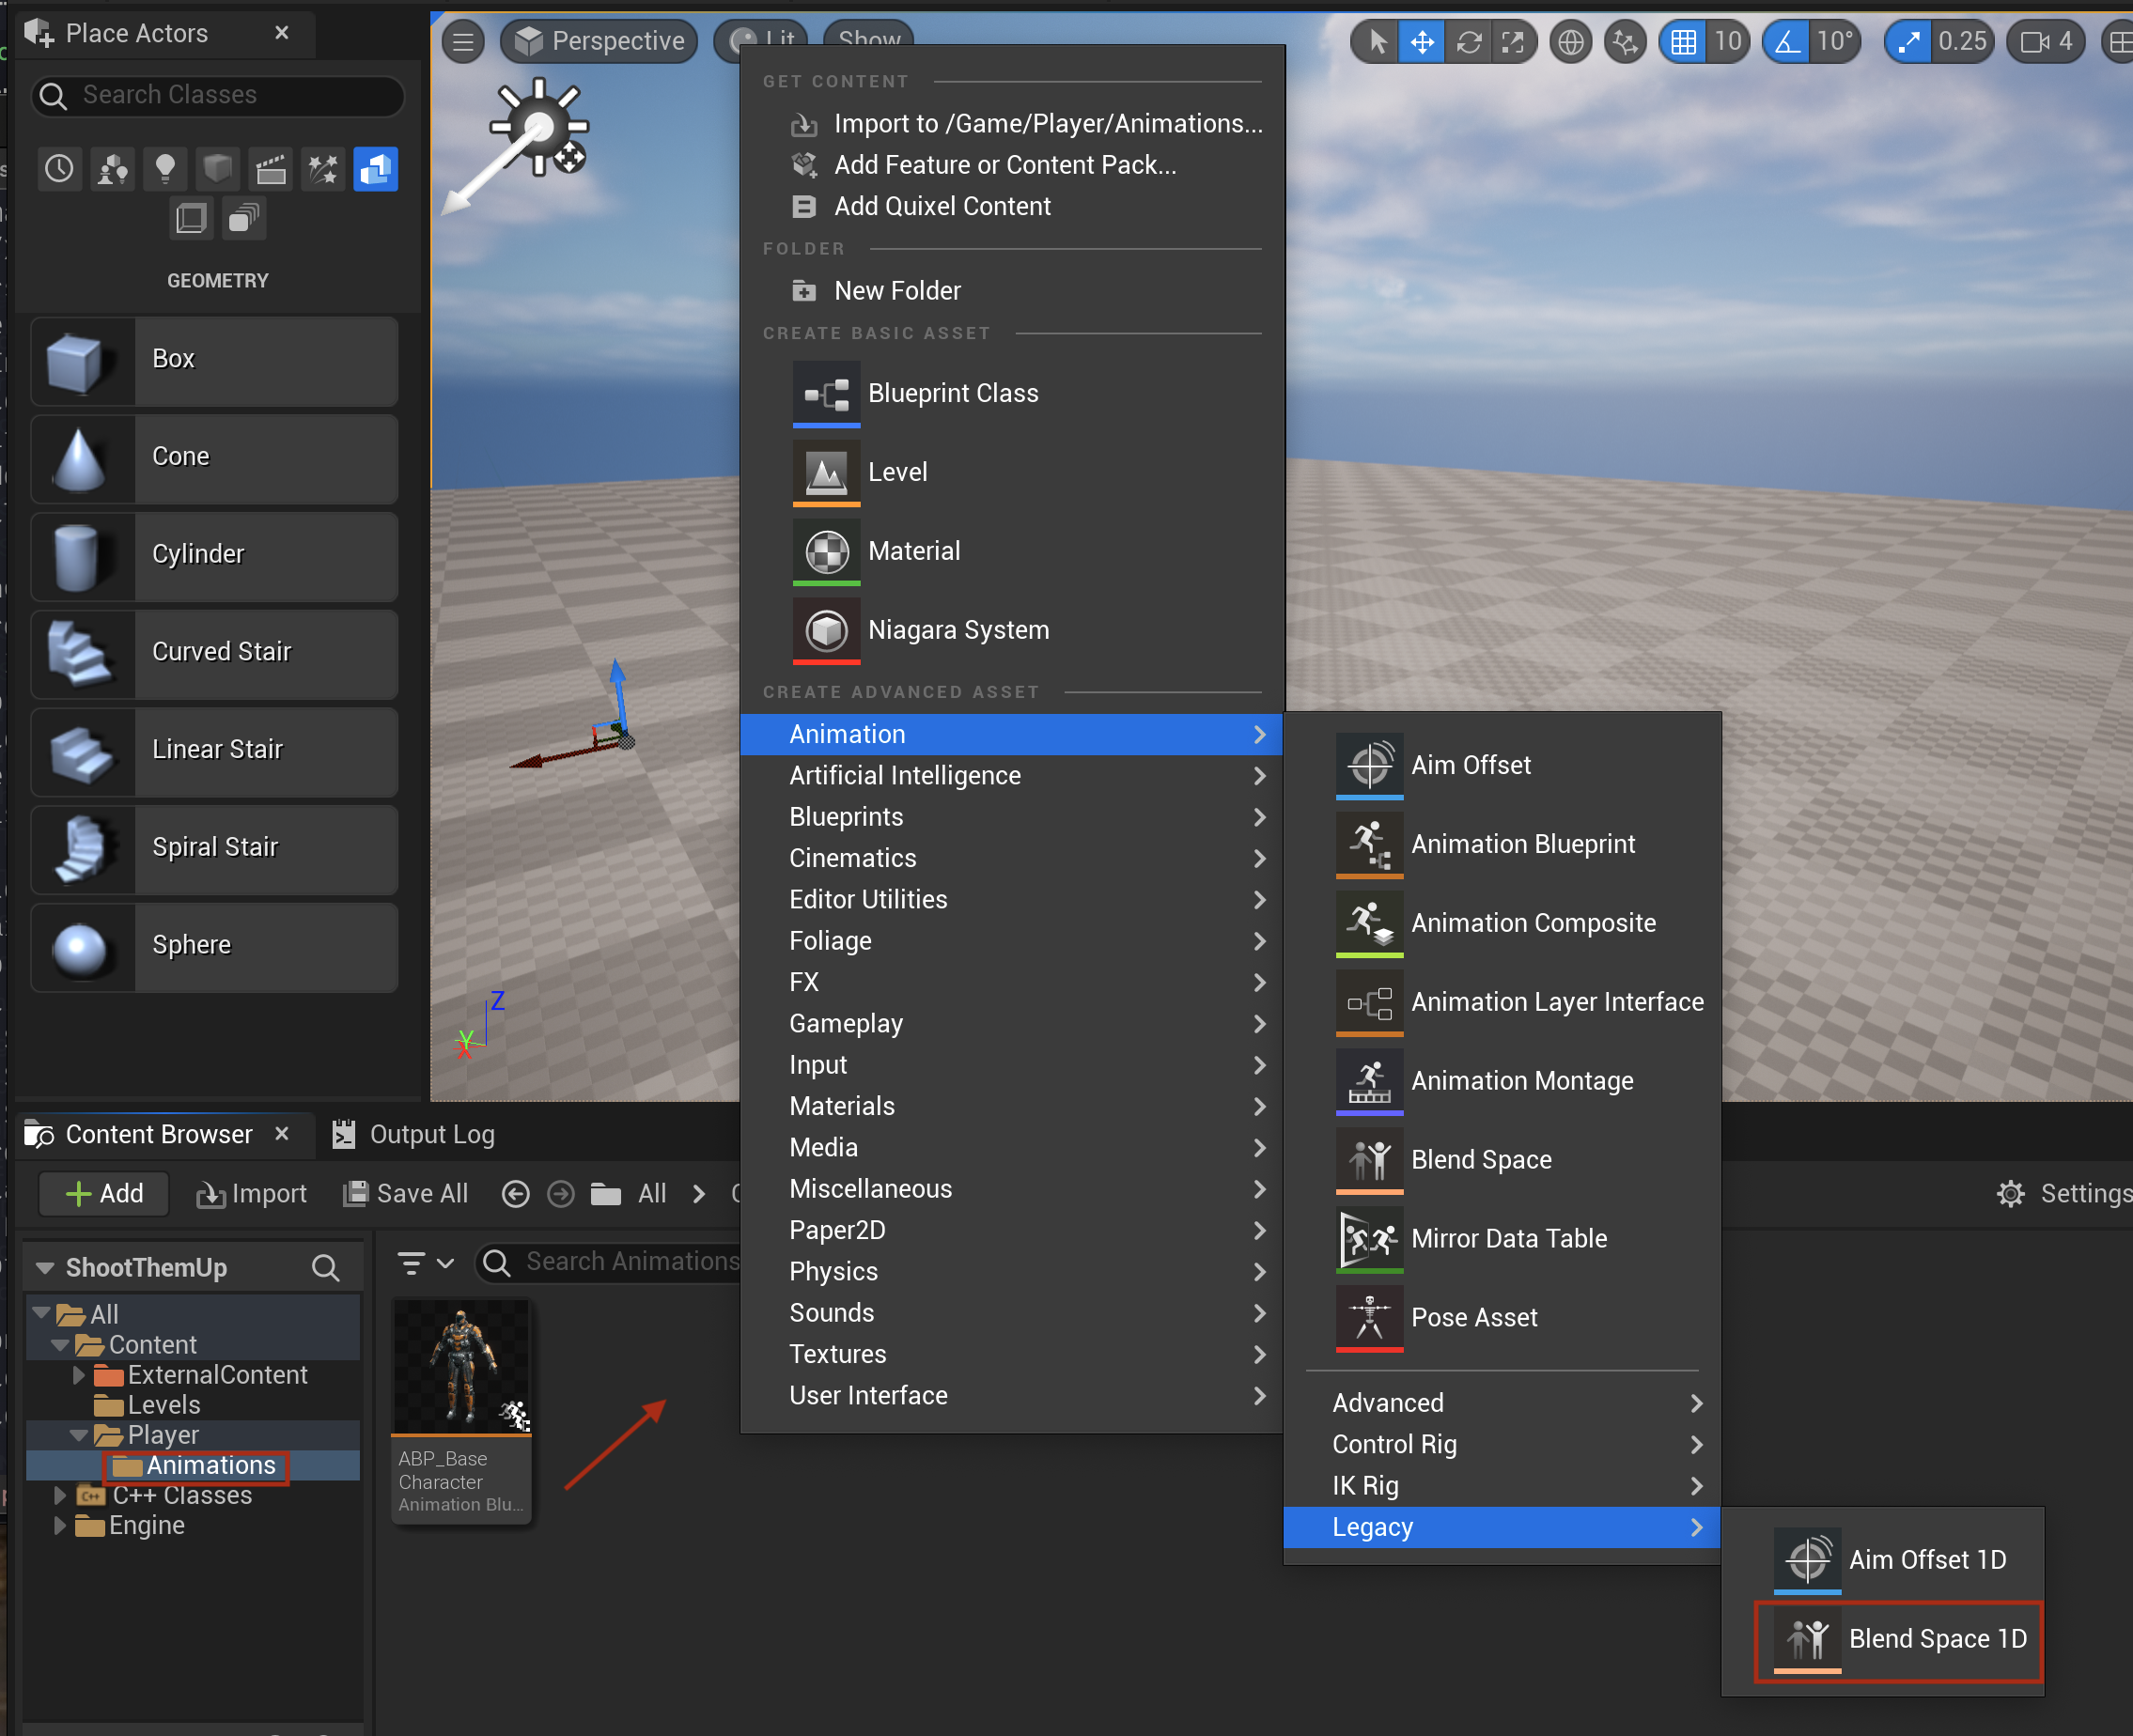 Place Actors
Search Classes
GEOMETRY
Box
Cone
Cylinder
Curved Stair
Linear Stair
Spiral Stair
Sphere
Perspective
Lit
Show
10
10°
0.25
4
Z
Y
X
GET CONTENT
Import to /Game/Player/Animations...
Add Feature or Content Pack...
Add Quixel Content
FOLDER
New Folder
CREATE BASIC ASSET
Blueprint Class
Level
Material
Niagara System
CREATE ADVANCED ASSET
Animation
Artificial Intelligence
Blueprints
Cinematics
Editor Utilities
Foliage
FX
Gameplay
Input
Materials
Media
Miscellaneous
Paper2D
Physics
Sounds
Textures
User Interface
Aim Offset
Animation Blueprint
Animation Composite
Animation Layer Interface
Animation Montage
Blend Space
Mirror Data Table
Pose Asset
Advanced
Control Rig
IK Rig
Legacy
Aim Offset 1D
Blend Space 1D
Content Browser
Output Log
Add
Import
Save All
All
Settings
ShootThemUp
All
Content
ExternalContent
Levels
Player
Animations
C++ C++ Classes
Engine
Search Animations
ABP_Base
Character
Animation Blu...